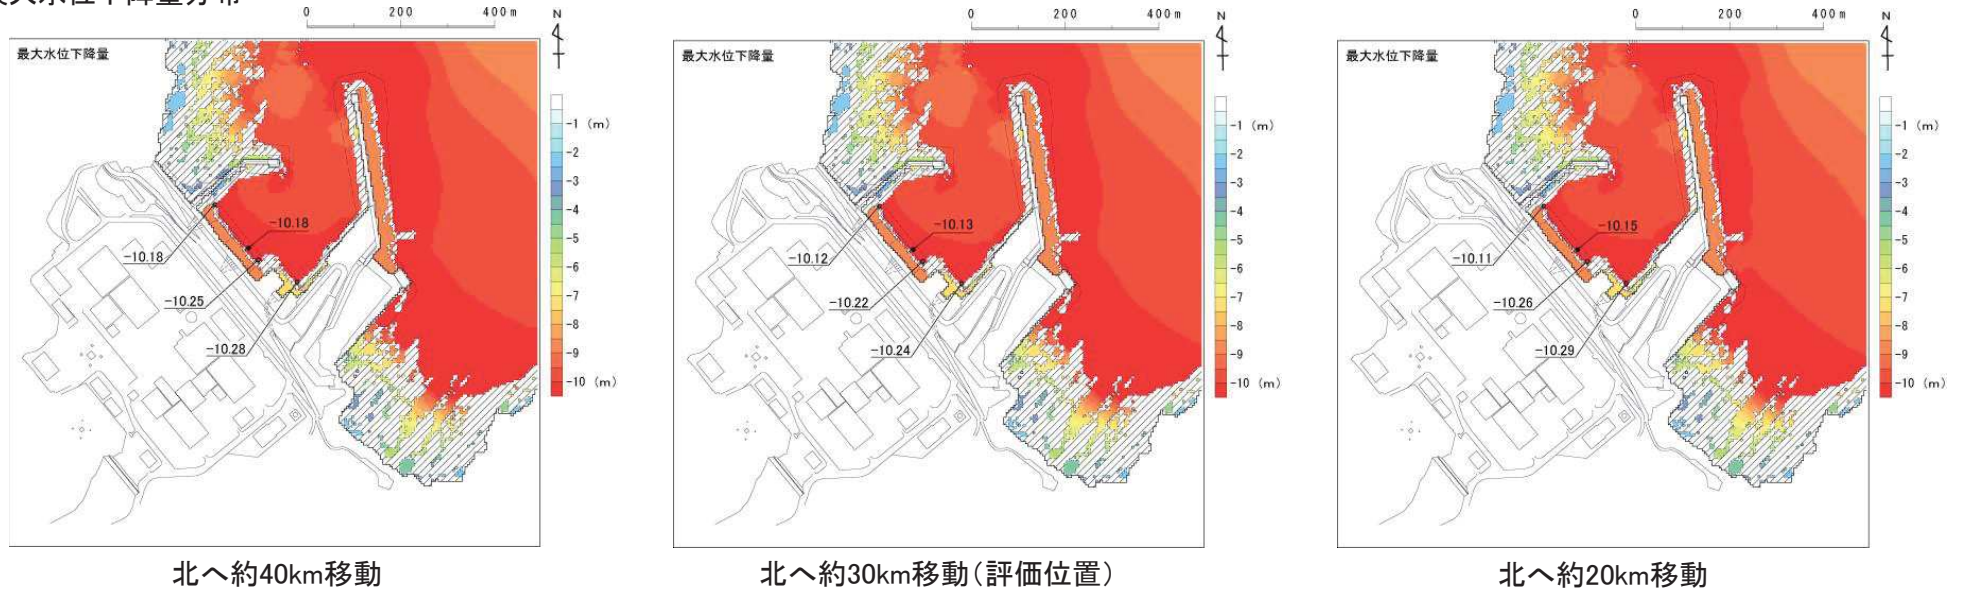 最大水位下降量分布
0 200 400m
N
最大水位下降量
-1 (m)
-2
-3
-4
-5
-6
-7
-8
-9
-10 (m)
-10.18
-10.18
-10.25
-10.28
北へ約40km移動
0 200 400m
N
最大水位下降量
-1 (m)
-2
-3
-4
-5
-6
-7
-8
-9
-10 (m)
-10.13
-10.12
-10.22
-10.24
北へ約30km移動(評価位置)
0 200 400m
N
最大水位下降量
-1 (m)
-2
-3
-4
-5
-6
-7
-8
-9
-10 (m)
-10.15
-10.11
-10.26
-10.29
北へ約20km移動